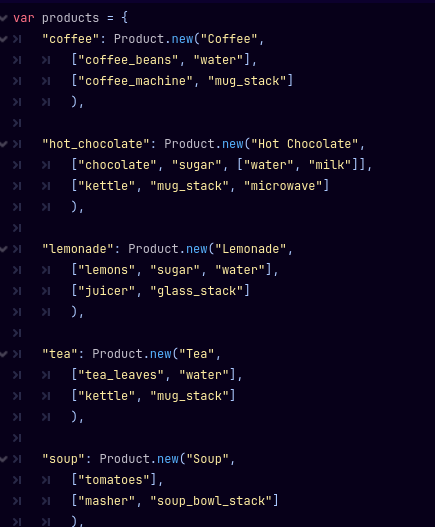 var products = {
"coffee": Product.new("Coffee",
["coffee_beans", "water"],
["coffee_machine", "mug_stack"]
),
"hot_chocolate": Product.new("Hot Chocolate",
["chocolate", "sugar", ["water", "milk"]],
["kettle", "mug_stack", "microwave"]
),
"lemonade": Product.new("Lemonade",
["lemons", "sugar", "water"],
["juicer", "glass_stack"]
),
"tea": Product.new("Tea",
["tea_leaves", "water"],
["kettle", "mug_stack"]
),
"soup": Product.new("Soup",
["tomatoes"],
["masher", "soup_bowl_stack"]
),